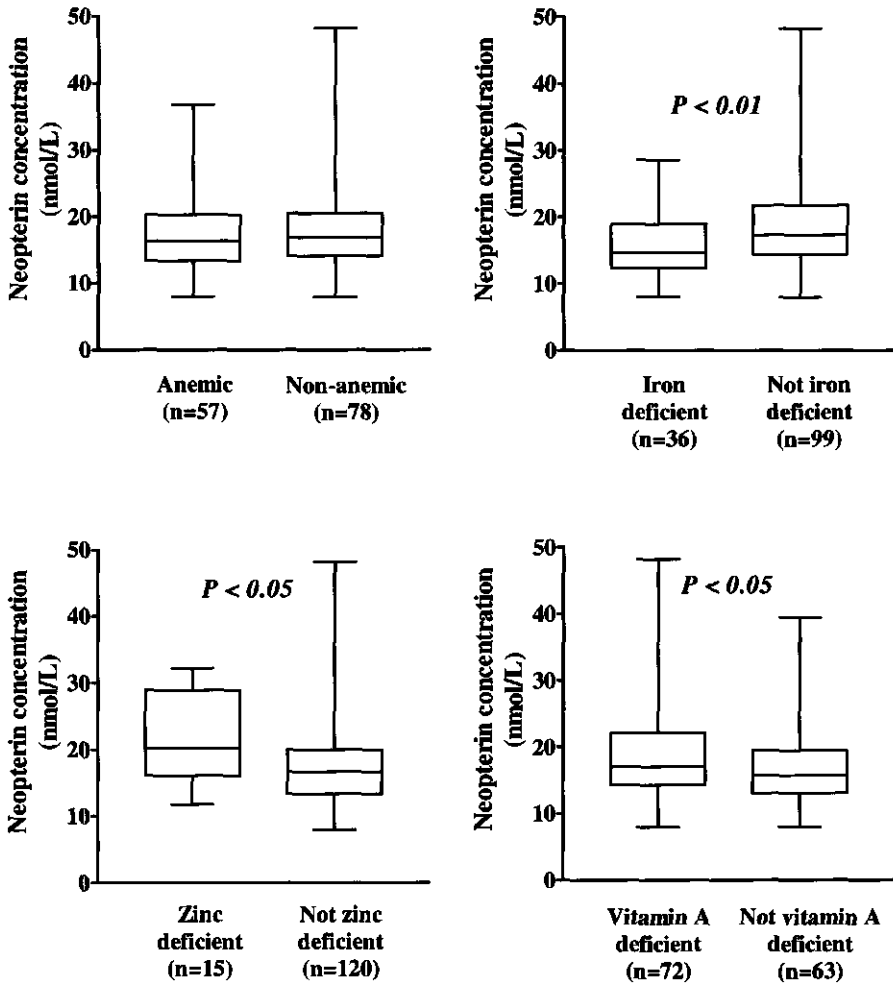 Neopterin concentration
(nmol/L)
50
40
30
20
10
0
Anemic
(n=57)
Non-anemic
(n=78)
Neopterin concentration
(nmol/L)
50
40
30
20
10
0
P < 0.01
Iron
deficient
(n=36)
Not iron
deficient
(n=99)
Neopterin concentration
(nmol/L)
50
40
30
20
10
0
P < 0.05
Zinc
deficient
(n=15)
Not zinc
deficient
(n=120)
Neopterin concentration
(nmol/L)
50
40
30
20
10
0
P < 0.05
Vitamin A
deficient
(n=72)
Not vitamin A
deficient
(n=63)